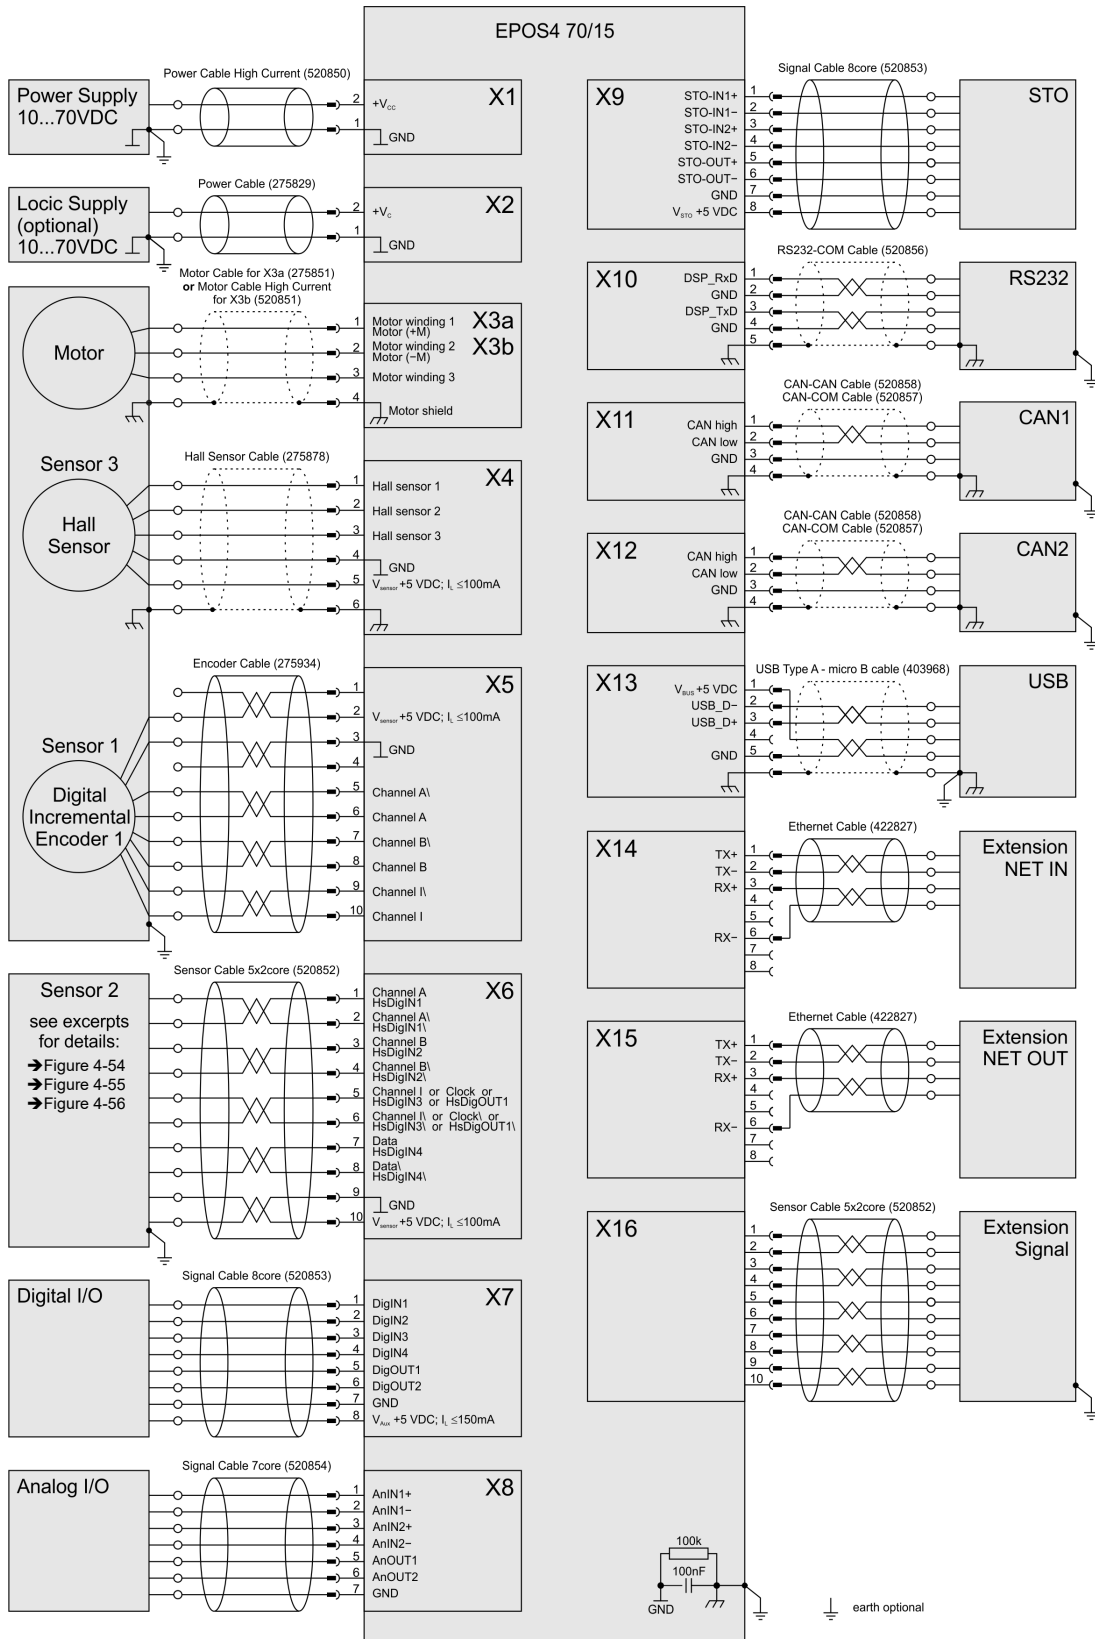 EPOS4 70/15
Power Cable High Current (520850)
Power Supply
10...70VDC
2
+Vcc
1
GND
X1
Power Cable (275829)
Locic Supply
(optional)
10...70VDC
2
+Vc
1
GND
X2
Motor Cable for X3a (275851)
or Motor Cable High Current
for X3b (520851)
Motor
1
Motor winding 1
Motor (+M)
2
Motor winding 2
Motor (−M)
3
Motor winding 3
4
Motor shield
X3a
X3b
Hall Sensor Cable (275878)
Sensor 3
Hall
Sensor
1
Hall sensor 1
2
Hall sensor 2
3
Hall sensor 3
4
GND
5
Vsensor +5 VDC; IL ≤100mA
6
X4
Encoder Cable (275934)
Sensor 1
Digital
Incremental
Encoder 1
1
2
Vsensor +5 VDC; IL ≤100mA
3
GND
4
5
Channel A\
6
Channel A
7
Channel B\
8
Channel B
9
Channel I\
10
Channel I
X5
Sensor Cable 5x2core (520852)
Sensor 2
see excerpts
for details:
➔Figure 4-54
➔Figure 4-55
➔Figure 4-56
1
Channel A
HsDigIN1
2
Channel A\
HsDigIN1\
3
Channel B
HsDigIN2
4
Channel B\
HsDigIN2\
5
Channel I or Clock or
HsDigIN3 or HsDigOUT1
6
Channel I\ or Clock\ or
HsDigIN3\ or HsDigOUT1\
7
Data
HsDigIN4
8
Data\
HsDigIN4\
9
GND
10
Vsensor +5 VDC; IL ≤100mA
X6
Signal Cable 8core (520853)
Digital I/O
1
DigIN1
2
DigIN2
3
DigIN3
4
DigIN4
5
DigOUT1
6
DigOUT2
7
GND
8
VAux +5 VDC; IL ≤150mA
X7
Signal Cable 7core (520854)
Analog I/O
1
AnIN1+
2
AnIN1−
3
AnIN2+
4
AnIN2−
5
AnOUT1
6
AnOUT2
7
GND
X8
Signal Cable 8core (520853)
X9
STO-IN1+
1
STO-IN1−
2
STO-IN2+
3
STO-IN2−
4
STO-OUT+
5
STO-OUT−
6
GND
7
VSTO +5 VDC
8
STO
RS232-COM Cable (520856)
X10
DSP_RxD
1
GND
2
DSP_TxD
3
GND
4
5
RS232
CAN-CAN Cable (520858)
CAN-COM Cable (520857)
X11
CAN high
1
CAN low
2
GND
3
4
CAN1
CAN-CAN Cable (520858)
CAN-COM Cable (520857)
X12
CAN high
1
CAN low
2
GND
3
4
CAN2
USB Type A - micro B cable (403968)
X13
VBUS +5 VDC
1
USB_D−
2
USB_D+
3
4
GND
5
USB
Ethernet Cable (422827)
X14
TX+
1
TX−
2
RX+
3
4
5
RX−
6
7
8
Extension
NET IN
Ethernet Cable (422827)
X15
TX+
1
TX−
2
RX+
3
4
5
RX−
6
7
8
Extension
NET OUT
Sensor Cable 5x2core (520852)
X16
1
2
3
4
5
6
7
8
9
10
Extension
Signal
100k
100nF
GND
earth optional